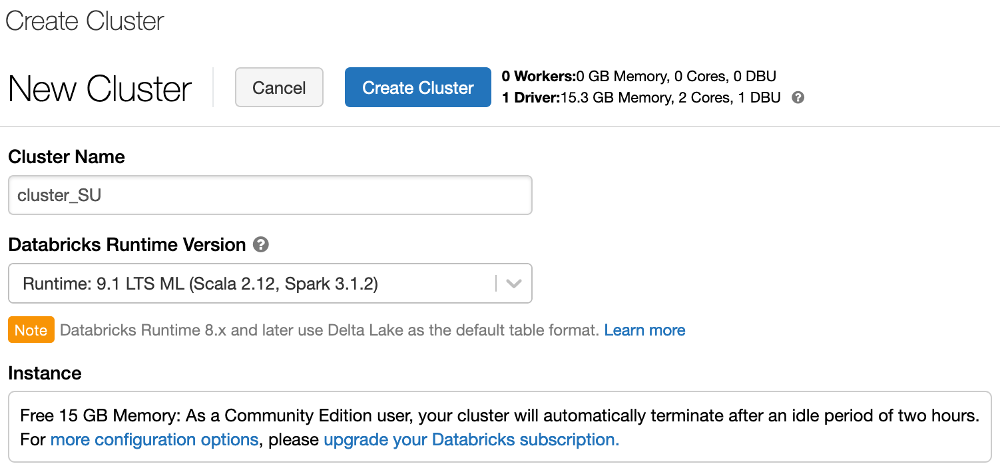 Create Cluster
New Cluster
Cancel
Create Cluster
0 Workers:0 GB Memory, 0 Cores, 0 DBU
1 Driver:15.3 GB Memory, 2 Cores, 1 DBU ?
Cluster Name
cluster_SU
Databricks Runtime Version ?
Runtime: 9.1 LTS ML (Scala 2.12, Spark 3.1.2)
Note Databricks Runtime 8.x and later use Delta Lake as the default table format. Learn more
Instance
Free 15 GB Memory: As a Community Edition user, your cluster will automatically terminate after an idle period of two hours.
For more configuration options, please upgrade your Databricks subscription.